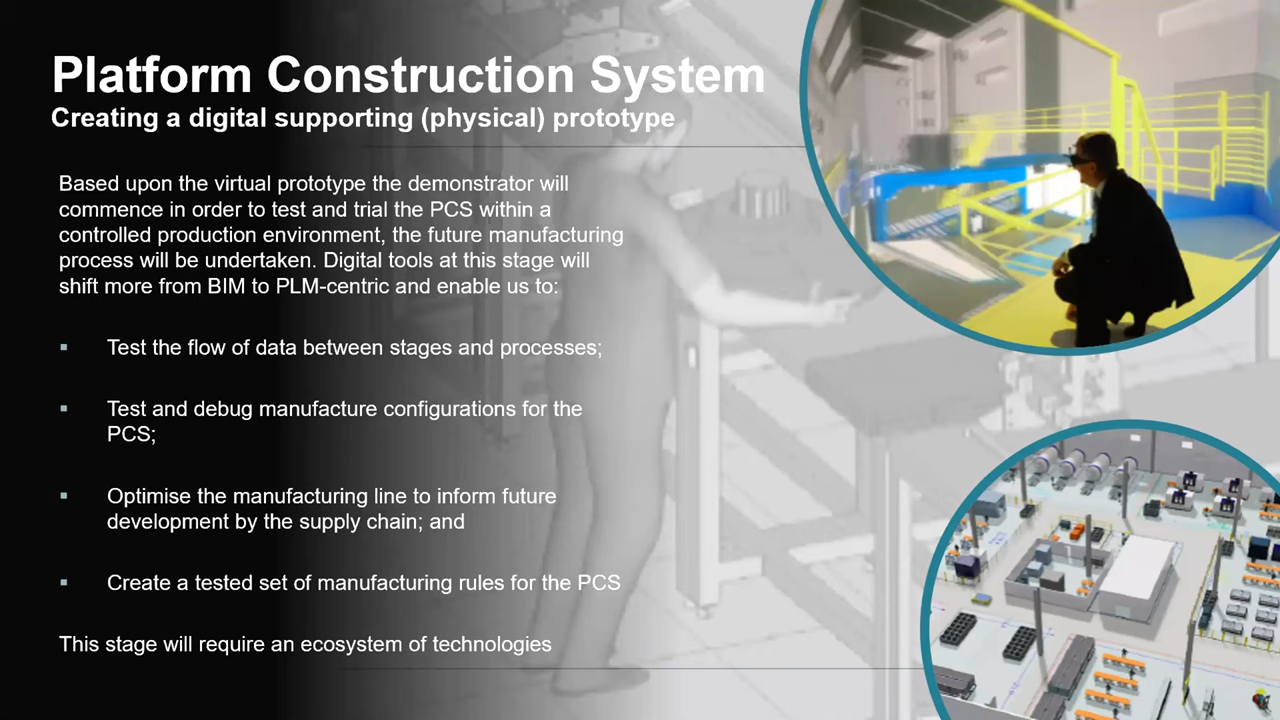 Platform Construction System
Creating a digital supporting (physical) prototype
Based upon the virtual prototype the demonstrator will
commence in order to test and trial the PCS within a
controlled production environment, the future manufacturing
process will be undertaken. Digital tools at this stage will
shift more from BIM to PLM-centric and enable us to:
▪ Test the flow of data between stages and processes;
▪ Test and debug manufacture configurations for the
PCS;
▪ Optimise the manufacturing line to inform future
development by the supply chain; and
▪ Create a tested set of manufacturing rules for the PCS
This stage will require an ecosystem of technologies